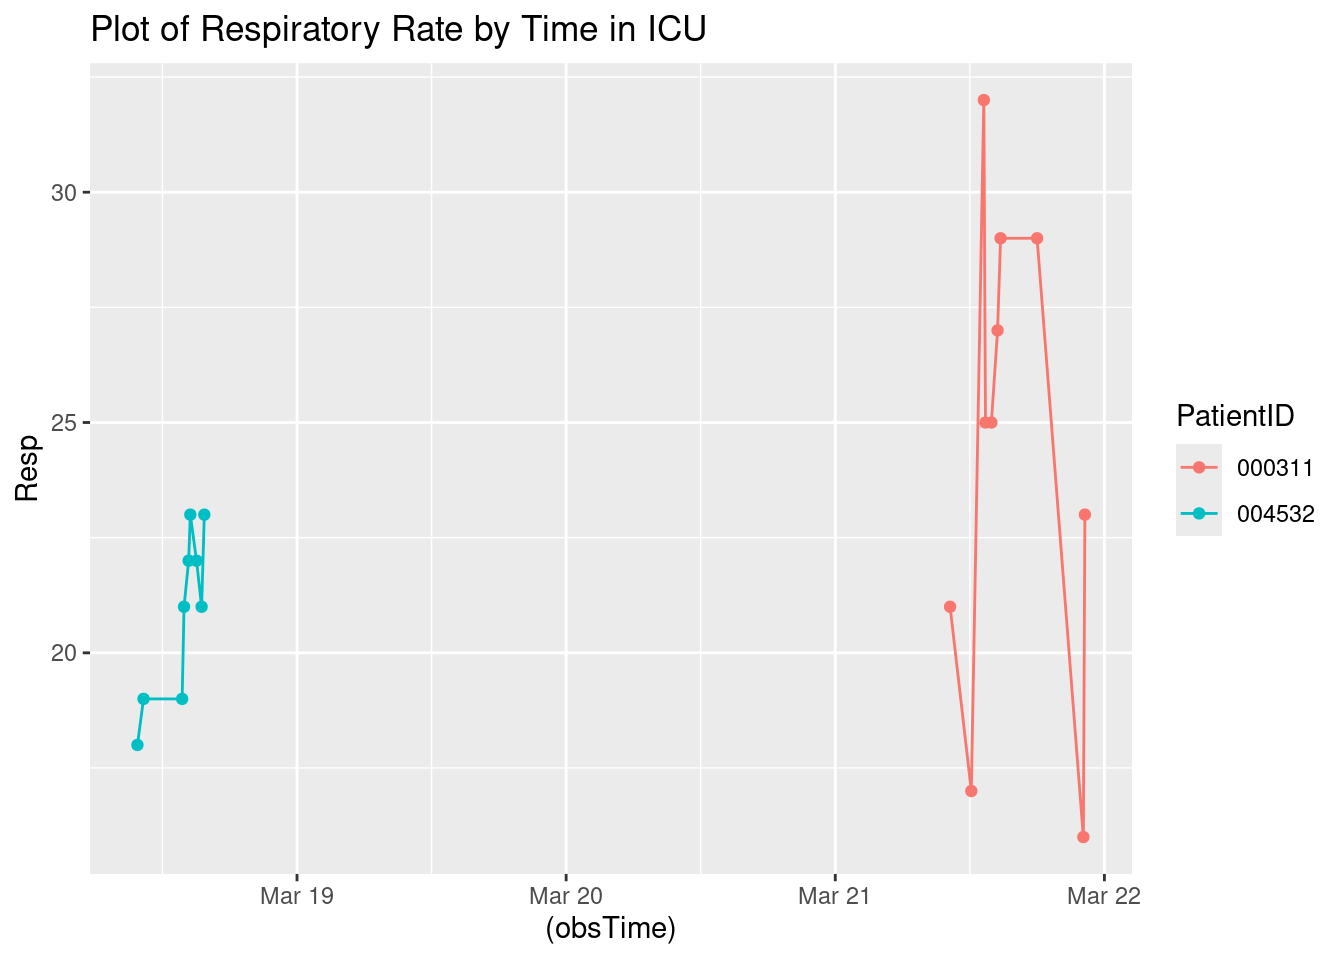 Plot of Respiratory Rate by Time in ICU
30
25
20
Resp
Mar 19
Mar 20
Mar 21
Mar 22
(obsTime)
PatientID
000311
004532